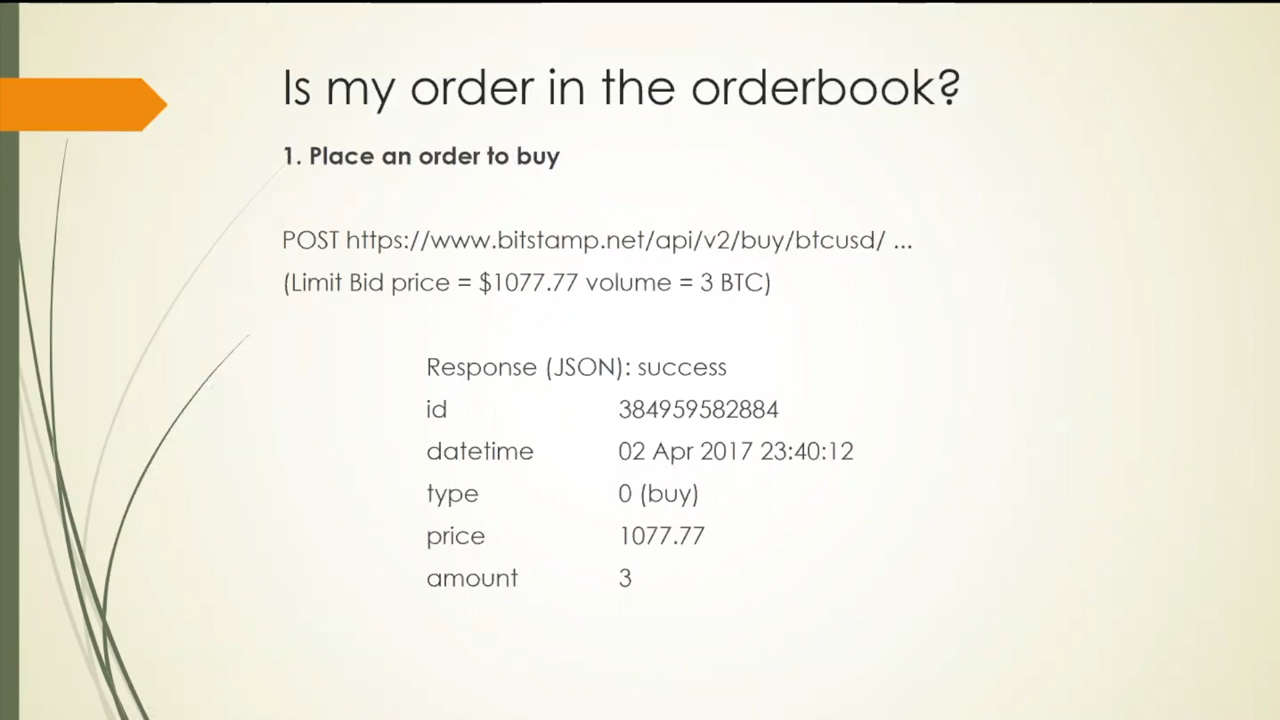 Is my order in the orderbook?
1. Place an order to buy
POST https://www.bitstamp.net/api/v2/buy/btcusd/ ...
(Limit Bid price = $1077.77 volume = 3 BTC)
Response (JSON): success
id 384959582884
datetime 02 Apr 2017 23:40:12
type 0 (buy)
price 1077.77
amount 3